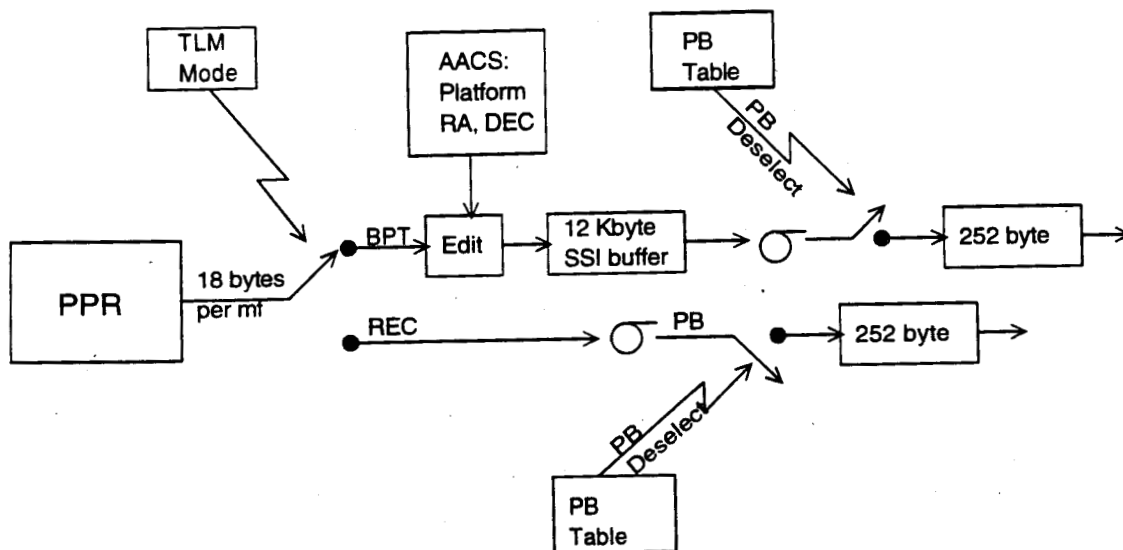 TLM
Mode
AACS:
Platform
RA, DEC
PB
Table
PB
Deselect
PPR
18 bytes
per mf
BPT
Edit
12 Kbyte
SSI buffer
252 byte
REC
PB
252 byte
PB
Deselect
PB
Table